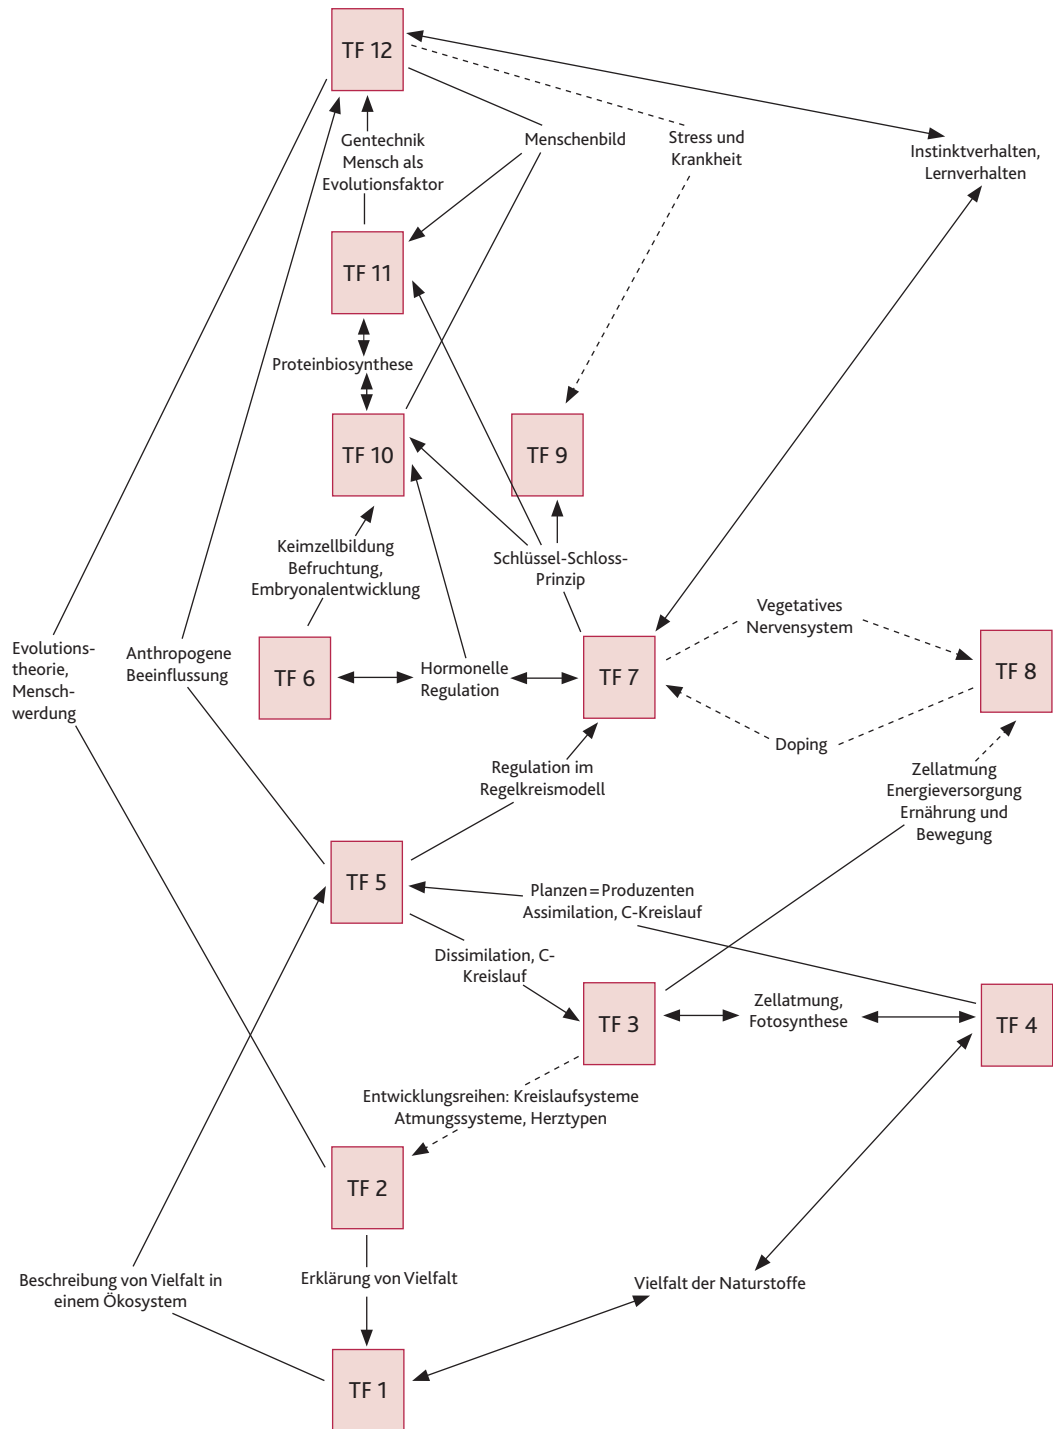 TF 12
Gentechnik
Mensch als
Evolutionsfaktor
Menschenbild
Stress und
Krankheit
Instinktverhalten,
Lernverhalten
TF 11
Proteinbiosynthese
TF 10
TF 9
Keimzellbildung
Befruchtung,
Embryonalentwicklung
Schlüssel-Schloss-
Prinzip
Vegetatives
Nervensystem
Evolutions-
theorie,
Mensch-
werdung
Anthropogene
Beeinflussung
TF 6
Hormonelle
Regulation
TF 7
TF 8
Doping
Regulation im
Regelkreismodell
Zellatmung
Energieversorgung
Ernährung und
Bewegung
TF 5
Planzen=Produzenten
Assimilation, C-Kreislauf
Dissimilation, C-
Kreislauf
TF 3
Zellatmung,
Fotosynthese
TF 4
Entwicklungsreihen: Kreislaufsysteme
Atmungssysteme, Herztypen
TF 2
Beschreibung von Vielfalt in
einem Ökosystem
Erklärung von Vielfalt
Vielfalt der Naturstoffe
TF 1